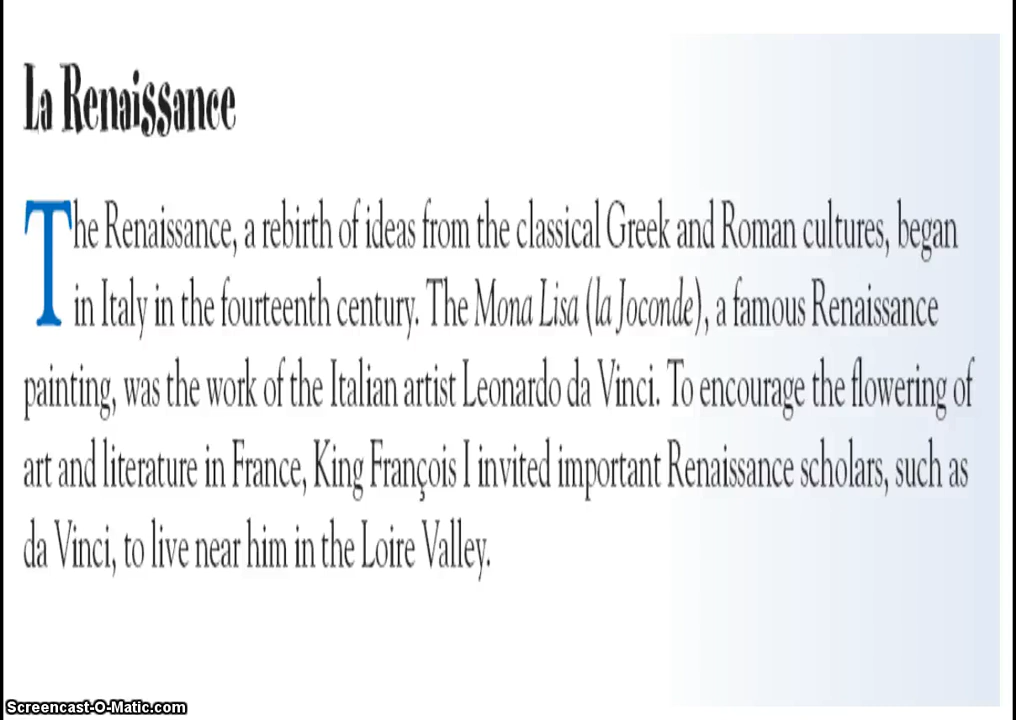 La Renaissance
The Renaissance, a rebirth of ideas from the classical Greek and Roman cultures, began
in Italy in the fourteenth century. The Mona Lisa (la Joconde), a famous Renaissance
painting, was the work of the Italian artist Leonardo da Vinci. To encourage the flowering of
art and literature in France, King François I invited important Renaissance scholars, such as
da Vinci, to live near him in the Loire Valley.
Screencast-O-Matic.com